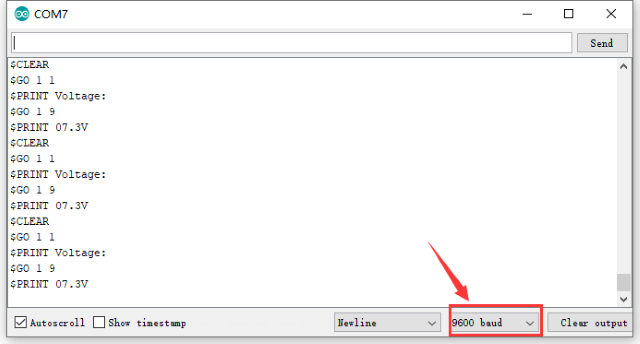 COM7
Send
$CLEAR
$GO 1 1
$PRINT Voltage:
$GO 1 9
$PRINT 07.3V
$CLEAR
$GO 1 1
$PRINT Voltage:
$GO 1 9
$PRINT 07.3V
$CLEAR
$GO 1 1
$PRINT Voltage:
$GO 1 9
$PRINT 07.3V
Autoscroll Show timestamp Newline 9600 baud Clear output